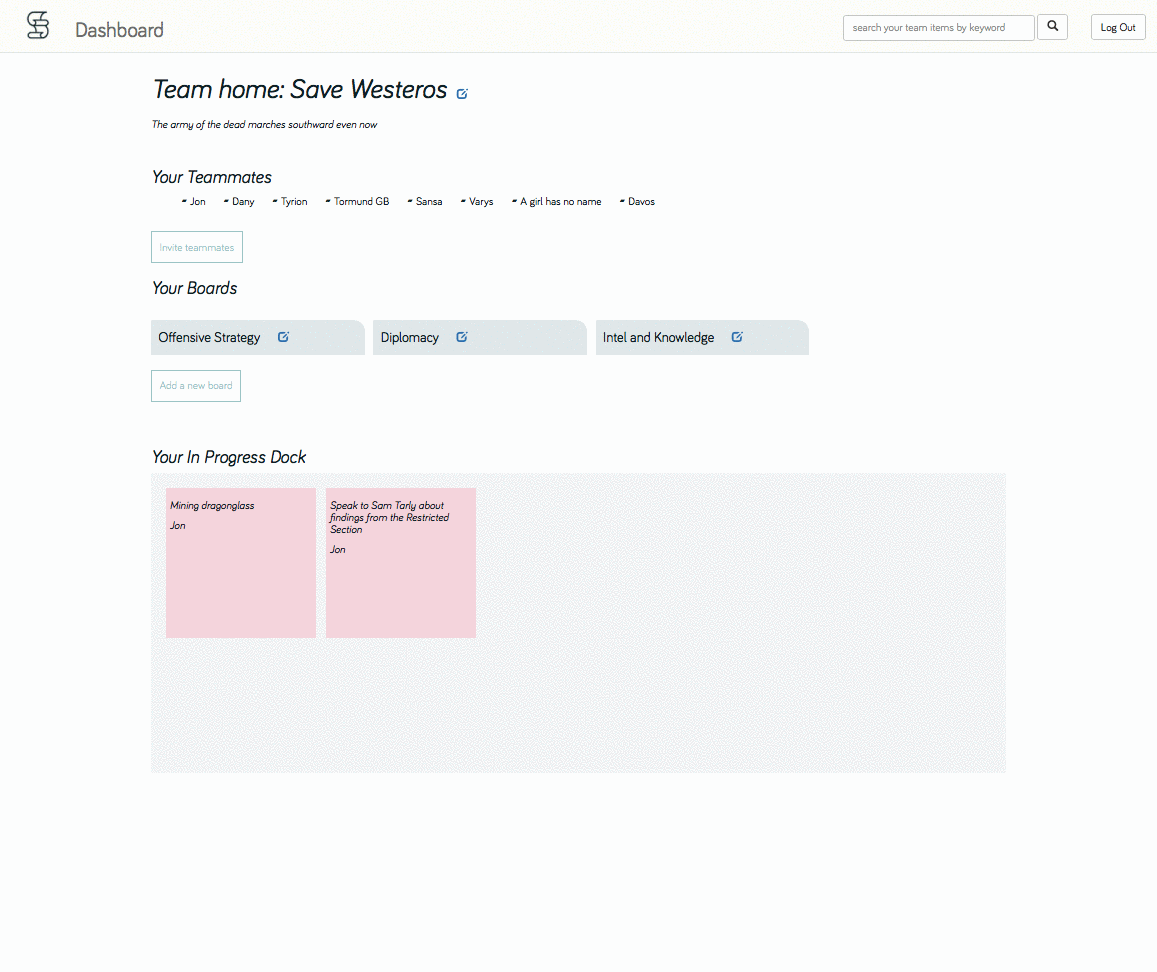 Dashboard
search your team items by keyword
Log Out
Team home: Save Westeros
The army of the dead marches southward even now
Your Teammates
Jon Dany Tyrion Tormund GB Sansa Varys A girl has no name Davos
Invite teammates
Your Boards
Offensive Strategy Diplomacy Intel and Knowledge
Add a new board
Your In Progress Dock
Mining dragonglass
Jon
Speak to Sam Tarly about
findings from the Restricted
Section
Jon